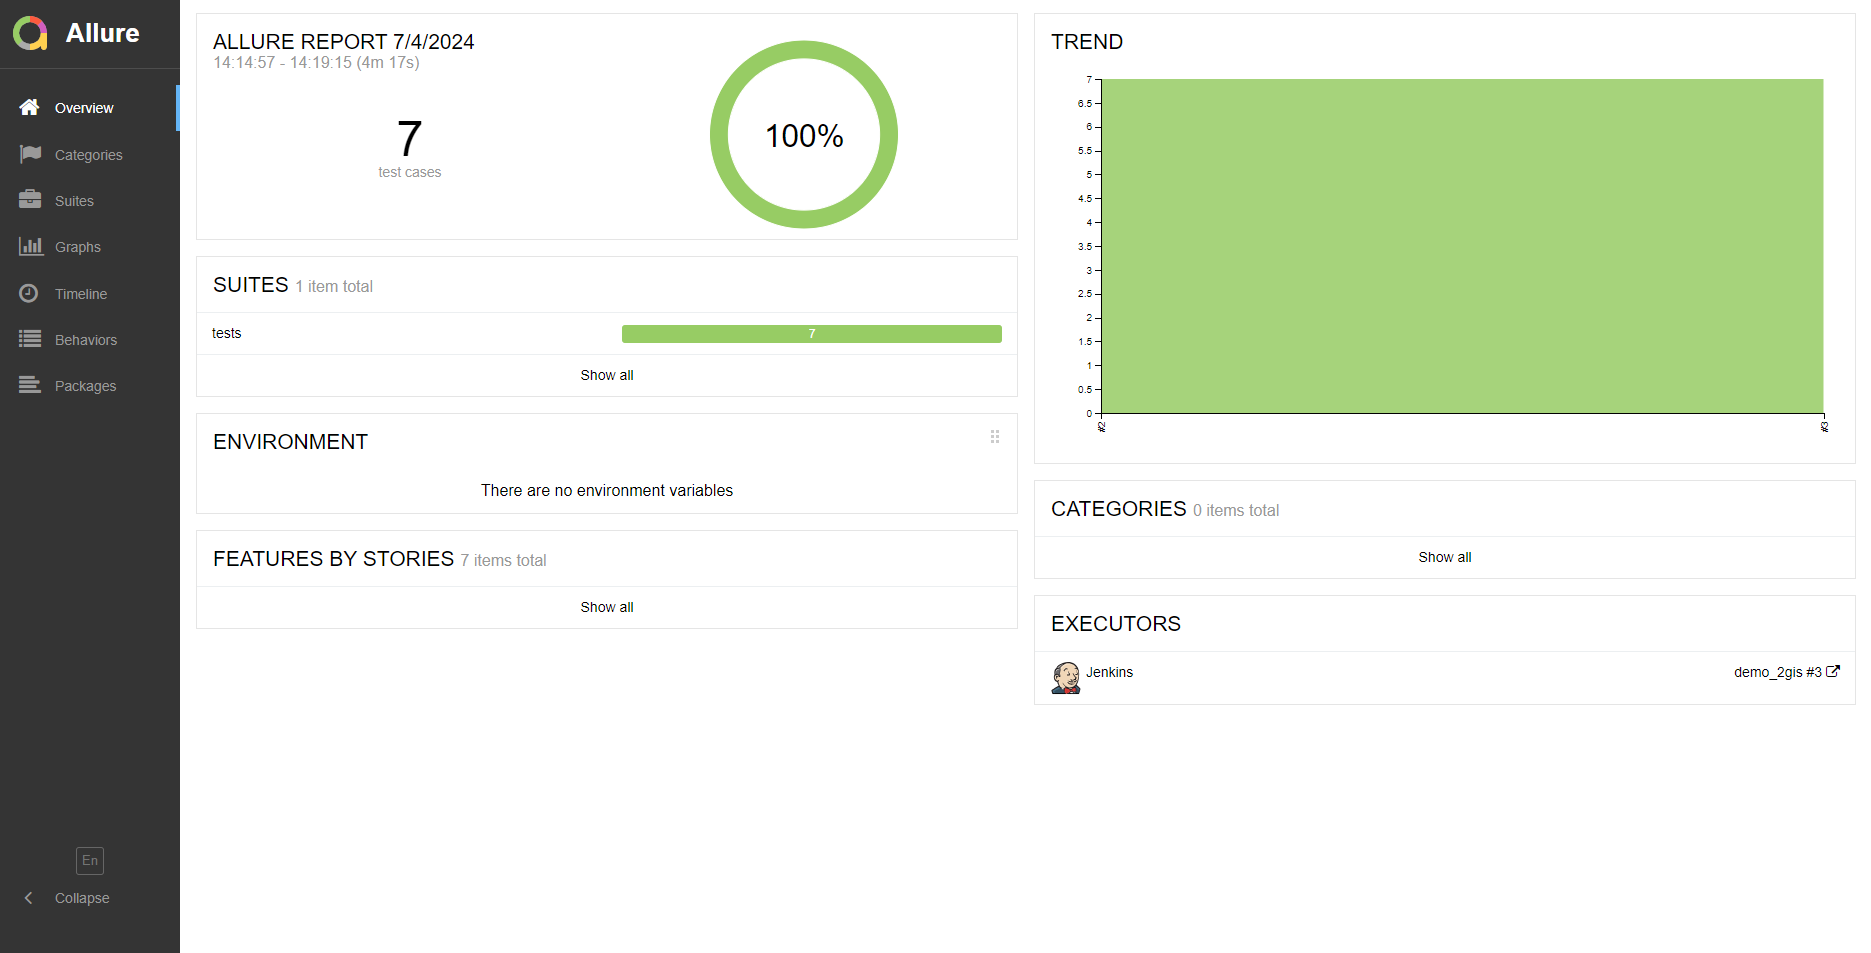 Allure
Overview
Categories
Suites
Graphs
Timeline
Behaviors
Packages
En
Collapse
ALLURE REPORT 7/4/2024
14:14:57 - 14:19:15 (4m 17s)
7
test cases
100%
SUITES 1 item total
tests 7
Show all
ENVIRONMENT
There are no environment variables
FEATURES BY STORIES 7 items total
Show all
TREND
7
6.5
6
5.5
5
4.5
4
3.5
3
2.5
2
1.5
1
0.5
0
#2 #3
CATEGORIES 0 items total
Show all
EXECUTORS
Jenkins demo_2gis #3